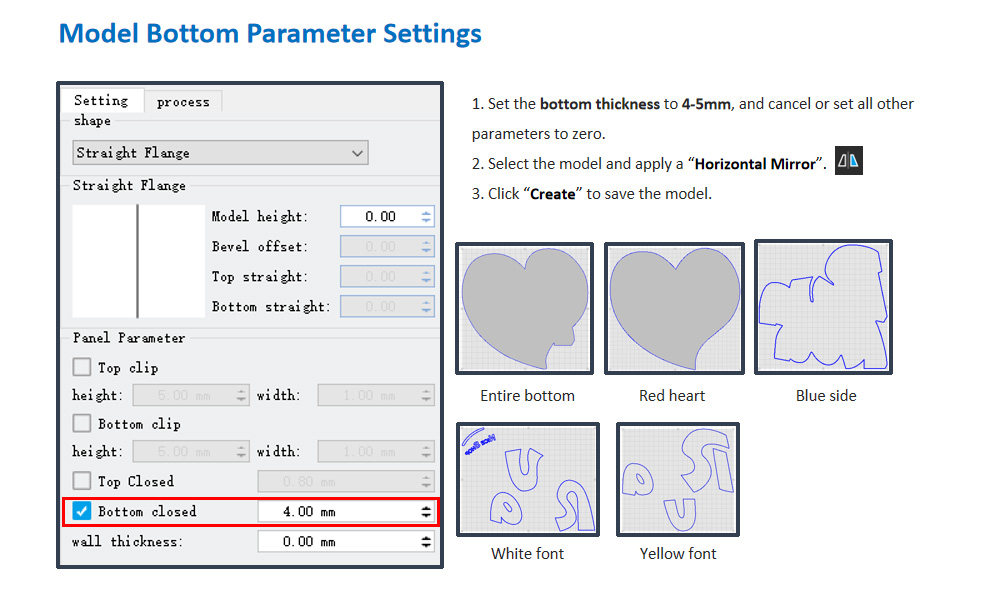 Model Bottom Parameter Settings
Setting process
shape
Straight Flange
Straight Flange
Model height: 0.00
Bevel offset: 0.00
Top straight: 0.00
Bottom straight: 0.00
Panel Parameter
Top clip
height: 5.00 mm width: 1.00 mm
Bottom clip
height: 5.00 mm width: 1.00 mm
Top Closed 0.80 mm
Bottom closed 4.00 mm
wall thickness: 0.00 mm
1. Set the bottom thickness to 4-5mm, and cancel or set all other
parameters to zero.
2. Select the model and apply a “Horizontal Mirror”.
3. Click “Create” to save the model.
Entire bottom
Red heart
Blue side
White font
Yellow font